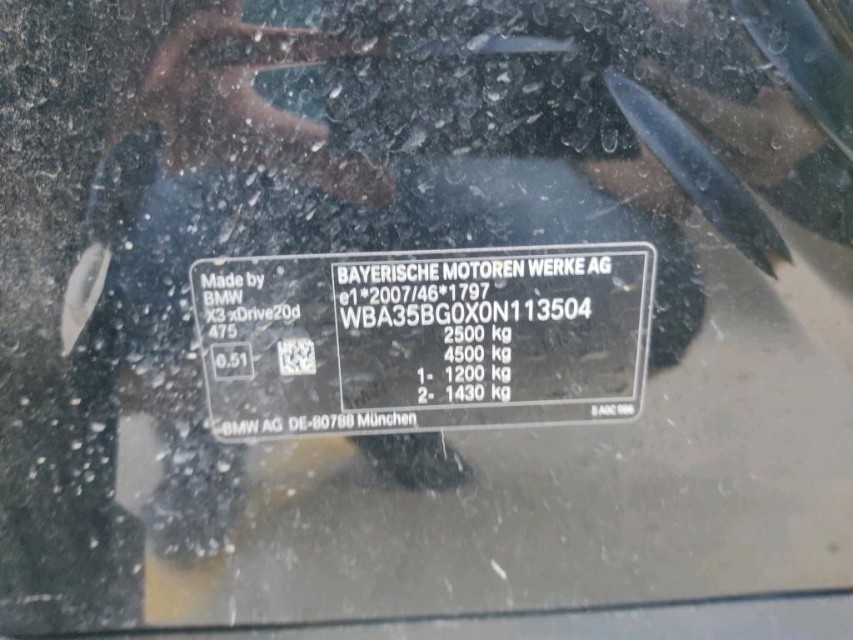 Made by
BMW
X3 xDrive20d
475
0.51
BAYERISCHE MOTOREN WERKE AG
e1*2007/46*1797
WBA35BG0X0N113504
2500 kg
4500 kg
1- 1200 kg
2- 1430 kg
BMW AG DE-80788 München